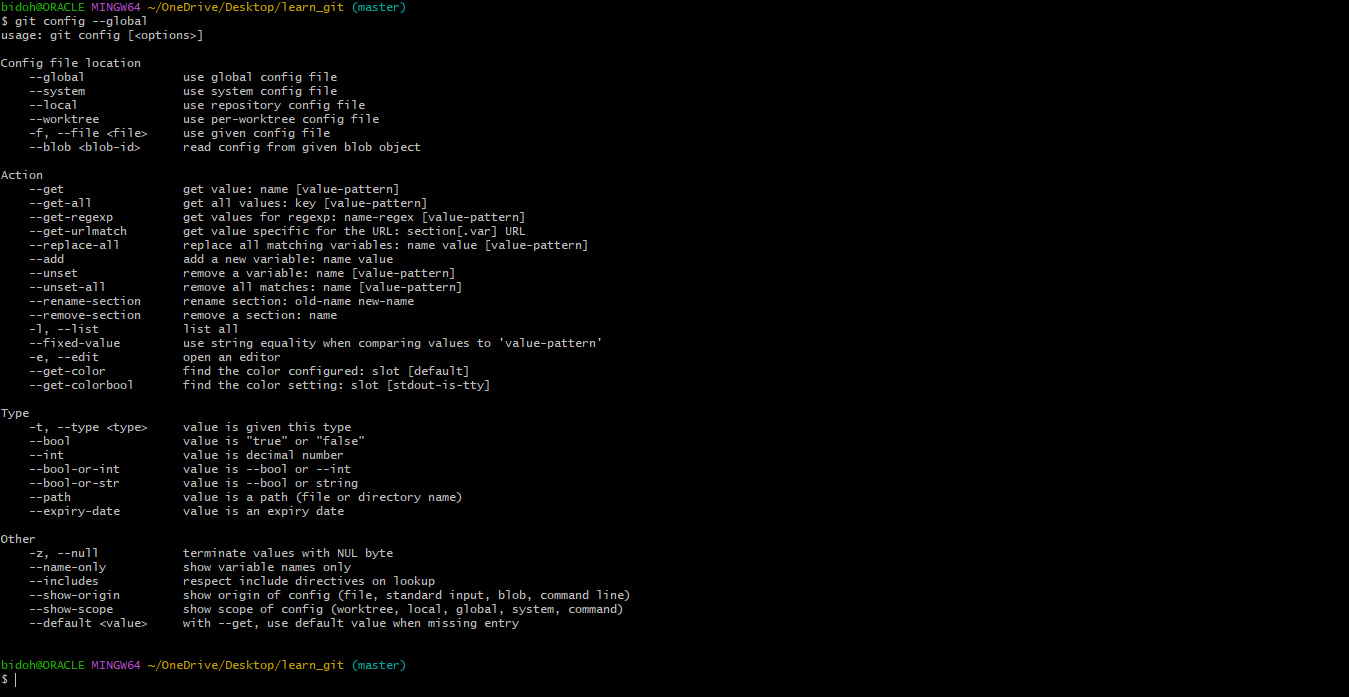 bidoh@ORACLE MINGW64 ~/OneDrive/Desktop/learn_git (master)
$ git config --global
usage: git config [<options>]
Config file location
--global use global config file
--system use system config file
--local use repository config file
--worktree use per-worktree config file
-f, --file <file> use given config file
--blob <blob-id> read config from given blob object
Action
--get get value: name [value-pattern]
--get-all get all values: key [value-pattern]
--get-regexp get values for regexp: name-regex [value-pattern]
--get-urlmatch get value specific for the URL: section[.var] URL
--replace-all replace all matching variables: name value [value-pattern]
--add add a new variable: name value
--unset remove a variable: name [value-pattern]
--unset-all remove all matches: name [value-pattern]
--rename-section rename section: old-name new-name
--remove-section remove a section: name
-l, --list list all
--fixed-value use string equality when comparing values to 'value-pattern'
-e, --edit open an editor
--get-color find the color configured: slot [default]
--get-colorbool find the color setting: slot [stdout-is-tty]
Type
-t, --type <type> value is given this type
--bool value is "true" or "false"
--int value is decimal number
--bool-or-int value is --bool or --int
--bool-or-str value is --bool or string
--path value is a path (file or directory name)
--expiry-date value is an expiry date
Other
-z, --null terminate values with NUL byte
--name-only show variable names only
--includes respect include directives on lookup
--show-origin show origin of config (file, standard input, blob, command line)
--show-scope show scope of config (worktree, local, global, system, command)
--default <value> with --get, use default value when missing entry
bidoh@ORACLE MINGW64 ~/OneDrive/Desktop/learn_git (master)
$